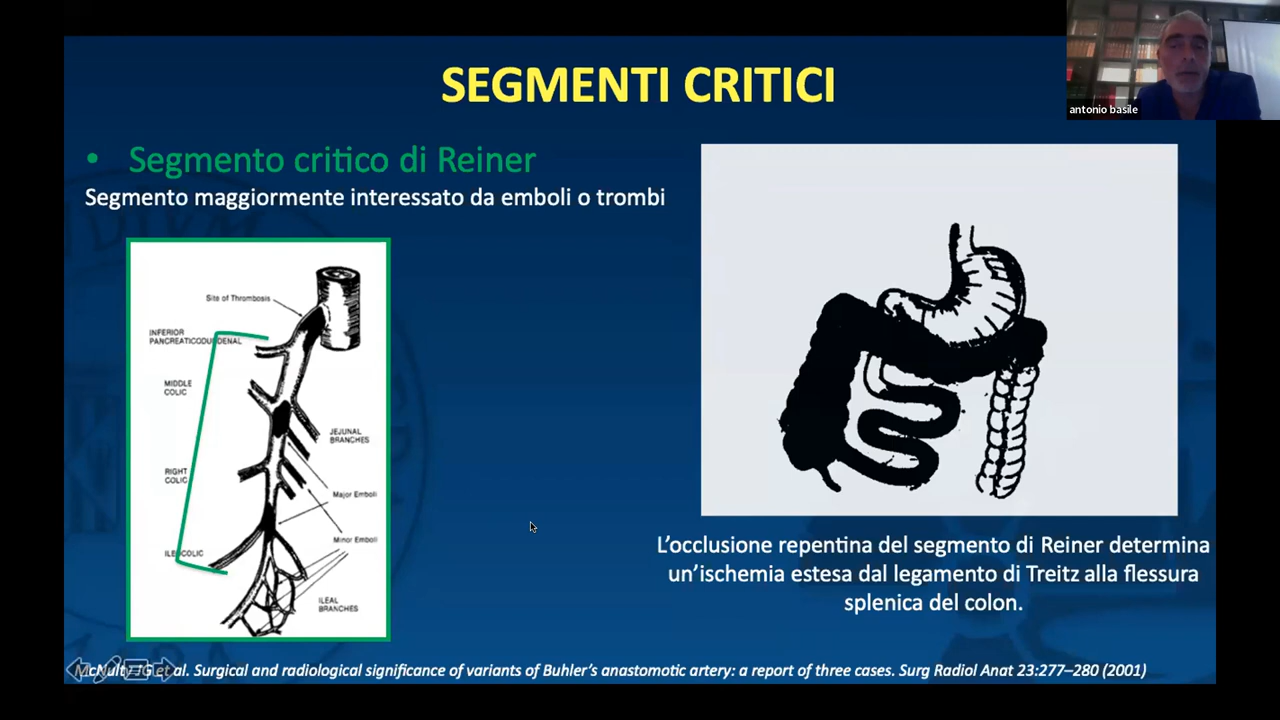 antonio basile
SEGMENTI CRITICI
• Segmento critico di Reiner
Segmento maggiormente interessato da emboli o trombi
Site of Thrombosis
INFERIOR
PANCREATICODUODENAL
MIDDLE
COLIC
JEJUNAL
BRANCHES
RIGHT
COLIC
Major Emboli
Minor Emboli
ILEOCOLIC
ILEAL
BRANCHES
L’occlusione repentina del segmento di Reiner determina
un’ischemia estesa dal legamento di Treitz alla flessura
splenica del colon.
McNulty JG et al. Surgical and radiological significance of variants of Buhler’s anastomotic artery: a report of three cases. Surg Radiol Anat 23:277–280 (2001)